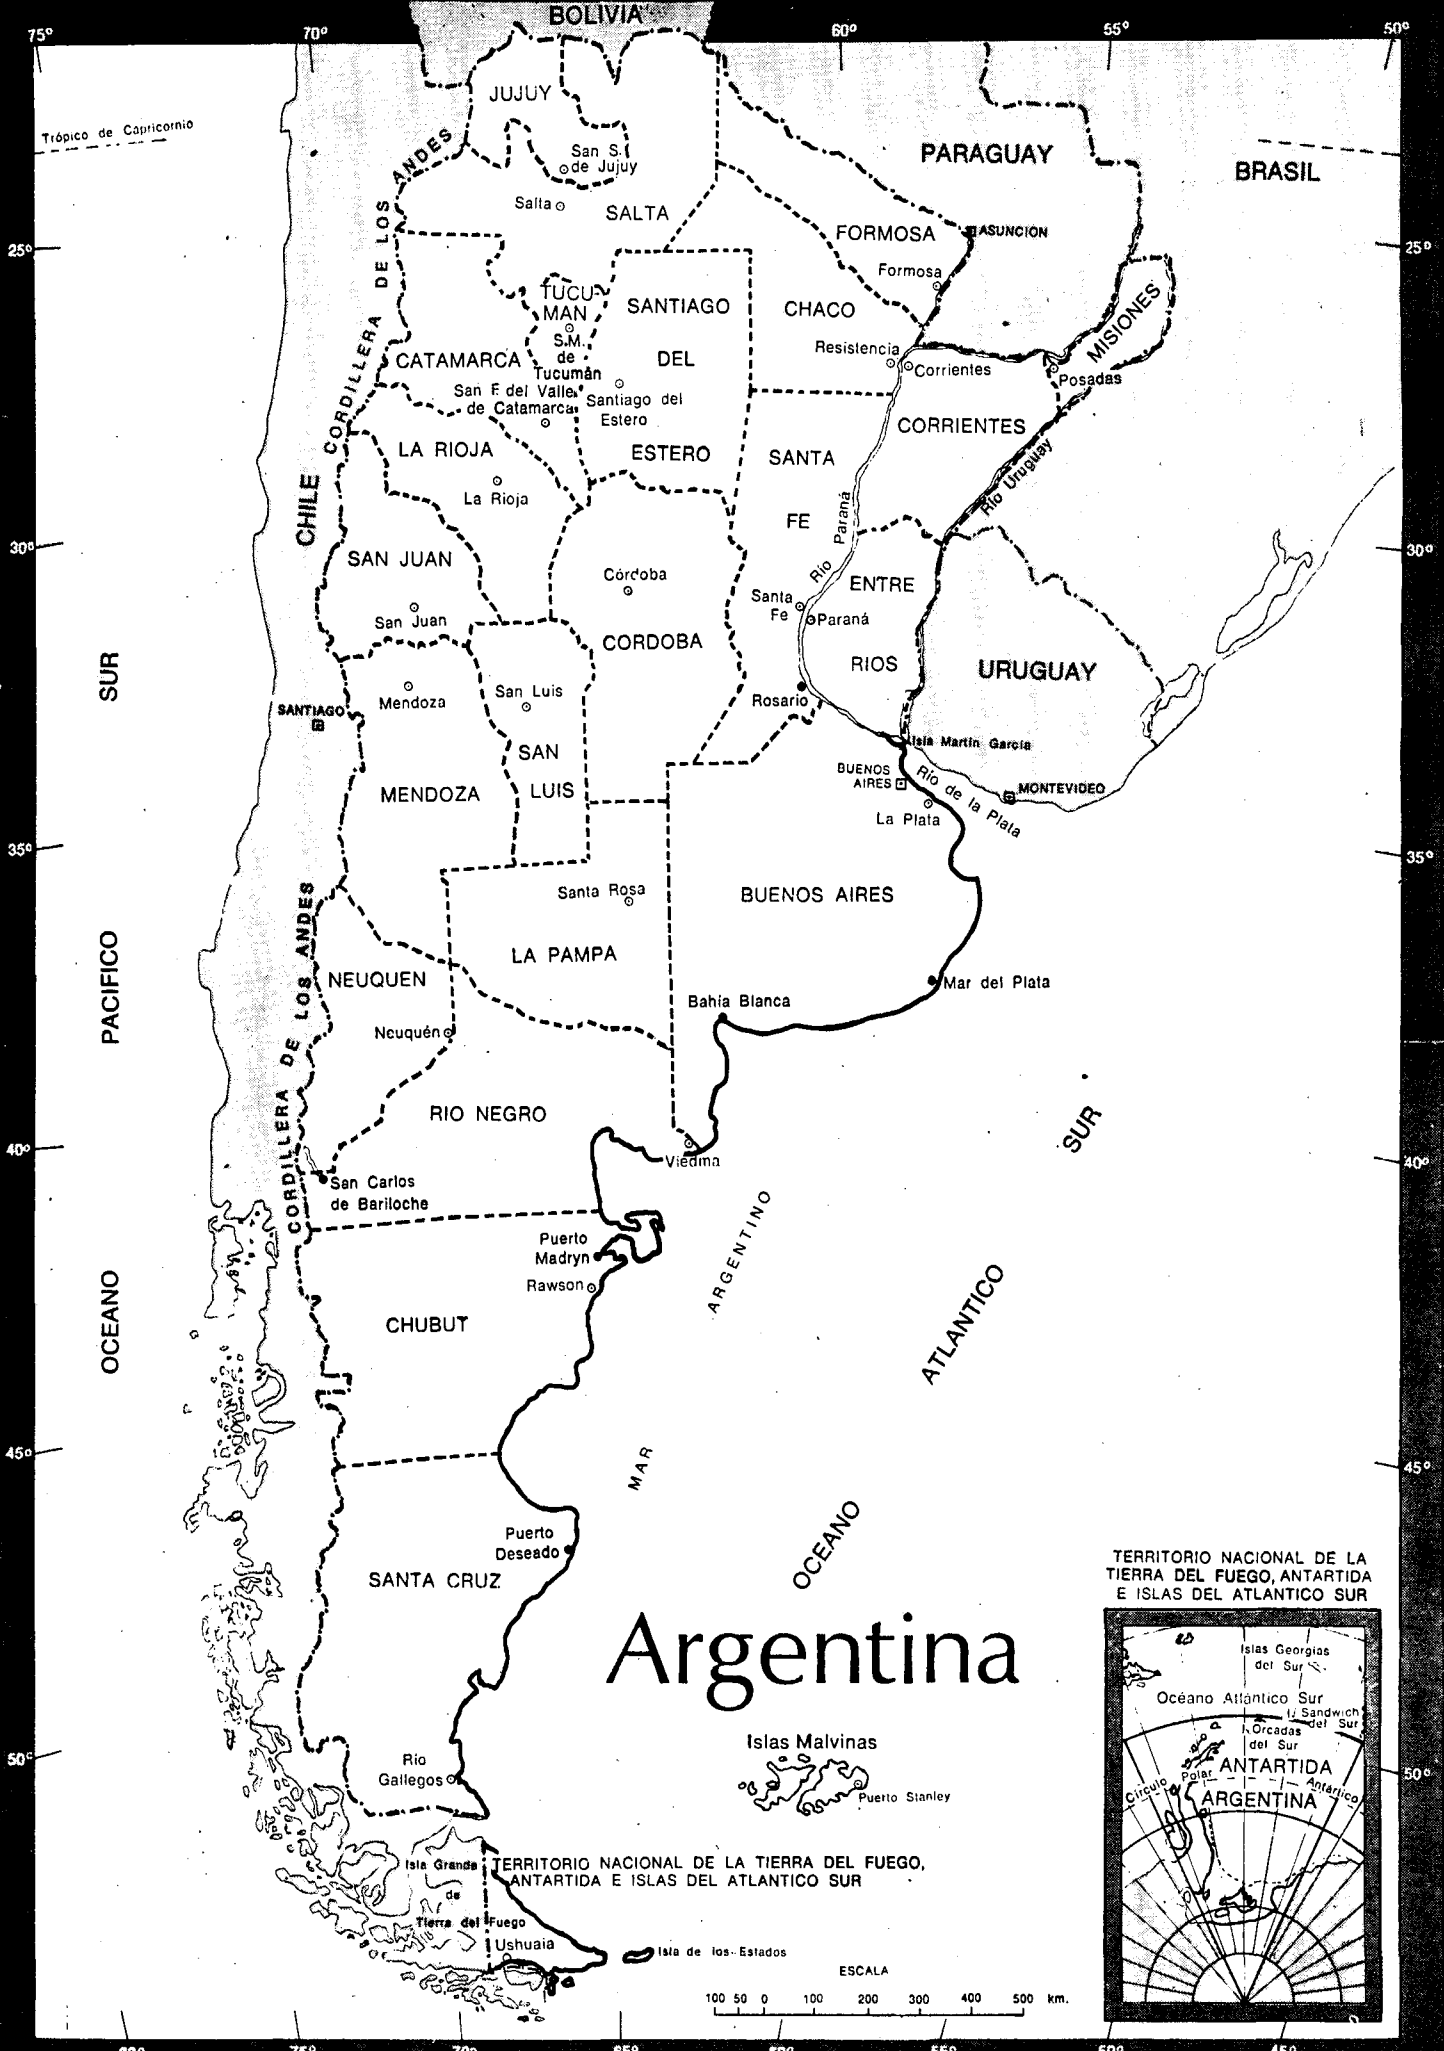 BOLIVIA
75°
70°
60°
55°
50°
JUJUY
Trópico de Capricornio
San S.
de Jujuy
PARAGUAY
BRASIL
Salta
SALTA
FORMOSA
ASUNCION
25°
25°
Formosa
TUCU-
MAN
SANTIAGO
CHACO
MISIONES
S.M.
de
Tucumán
DEL
Resistencia
Corrientes
Posadas
CATAMARCA
San F. del Valle
de Catamarca
Santiago del
Estero
CORRIENTES
LA RIOJA
ESTERO
SANTA
Río Uruguay
La Rioja
CHILE
CORDILLERA DE LOS ANDES
FE
Río Paraná
30°
30°
SAN JUAN
Córdoba
ENTRE
San Juan
Santa
Fe
Paraná
CORDOBA
RIOS
URUGUAY
SUR
Mendoza
San Luis
Rosario
SANTIAGO
SAN
Isla Martín García
MENDOZA
LUIS
BUENOS
AIRES
Río de la Plata
MONTEVIDEO
La Plata
35°
35°
Santa Rosa
BUENOS AIRES
LA PAMPA
NEUQUEN
PACIFICO
CORDILLERA DE LOS ANDES
Bahía Blanca
Mar del Plata
Neuquén
RIO NEGRO
SUR
40°
40°
Viedma
San Carlos
de Bariloche
ARGENTINO
Puerto
Madryn
Rawson
OCEANO
CHUBUT
ATLANTICO
MAR
45°
45°
OCEANO
Puerto
Deseado
SANTA CRUZ
TERRITORIO NACIONAL DE LA
TIERRA DEL FUEGO, ANTARTIDA
E ISLAS DEL ATLANTICO SUR
Argentina
Islas Georgias
del Sur
Océano Atlántico Sur
I. Sandwich
del Sur
I. Orcadas
del Sur
ANTARTIDA
Círculo Polar Antártico
ARGENTINA
Islas Malvinas
Puerto Stanley
50°
50°
Río
Gallegos
Isla Grande
de
Tierra del Fuego
TERRITORIO NACIONAL DE LA TIERRA DEL FUEGO,
ANTARTIDA E ISLAS DEL ATLANTICO SUR
Ushuaia
Isla de los Estados
ESCALA
100 50 0 100 200 300 400 500 km.